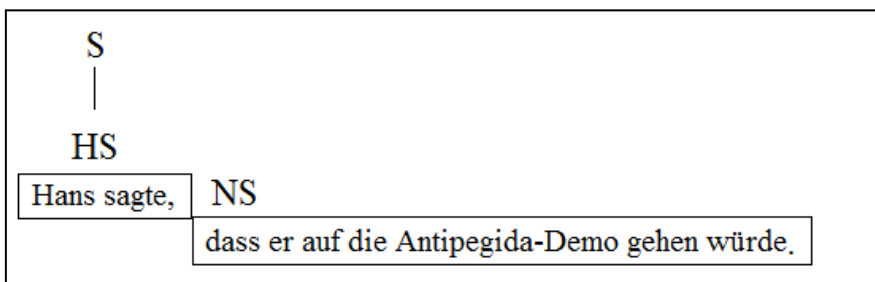 S
HS
Hans sagte, NS
dass er auf die Antipegida-Demo gehen würde.